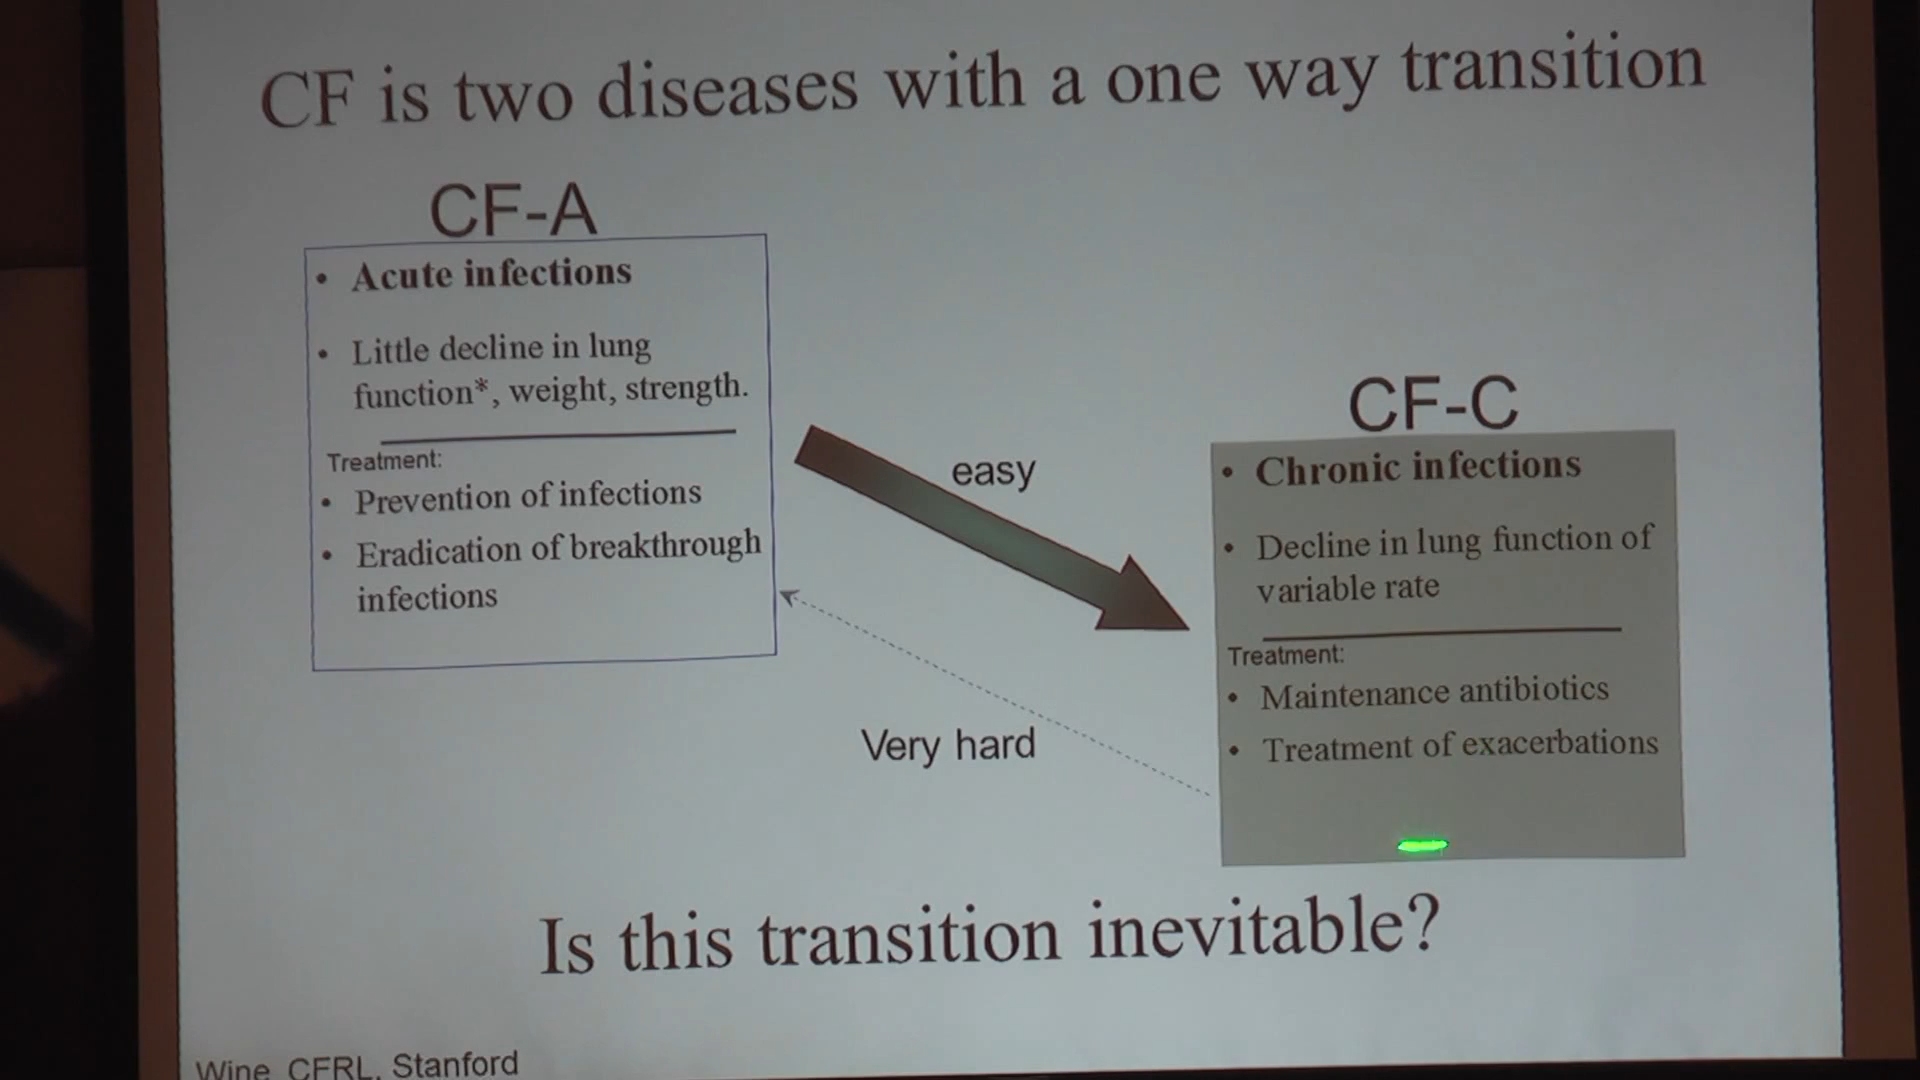 CF is two diseases with a one way transition
CF-A
• Acute infections
• Little decline in lung
function*, weight, strength.
Treatment:
• Prevention of infections
• Eradication of breakthrough
infections
easy
Very hard
CF-C
• Chronic infections
• Decline in lung function of
variable rate
Treatment:
• Maintenance antibiotics
• Treatment of exacerbations
Is this transition inevitable?
Wine, CFRL, Stanford